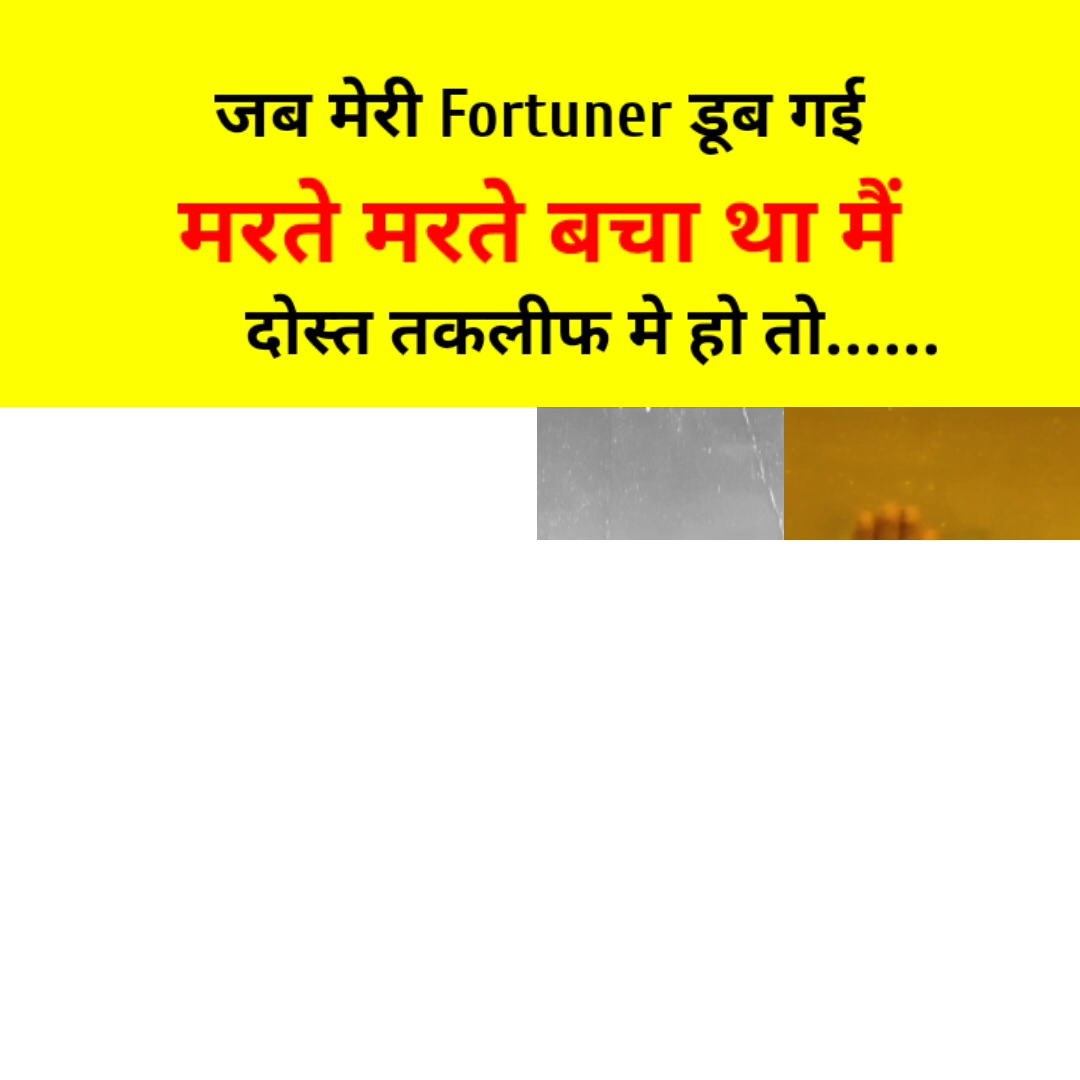 जब मेरी Fortuner डूब गई
मरते मरते बचा था मैं
दोस्त तकलीफ मे हो तो......